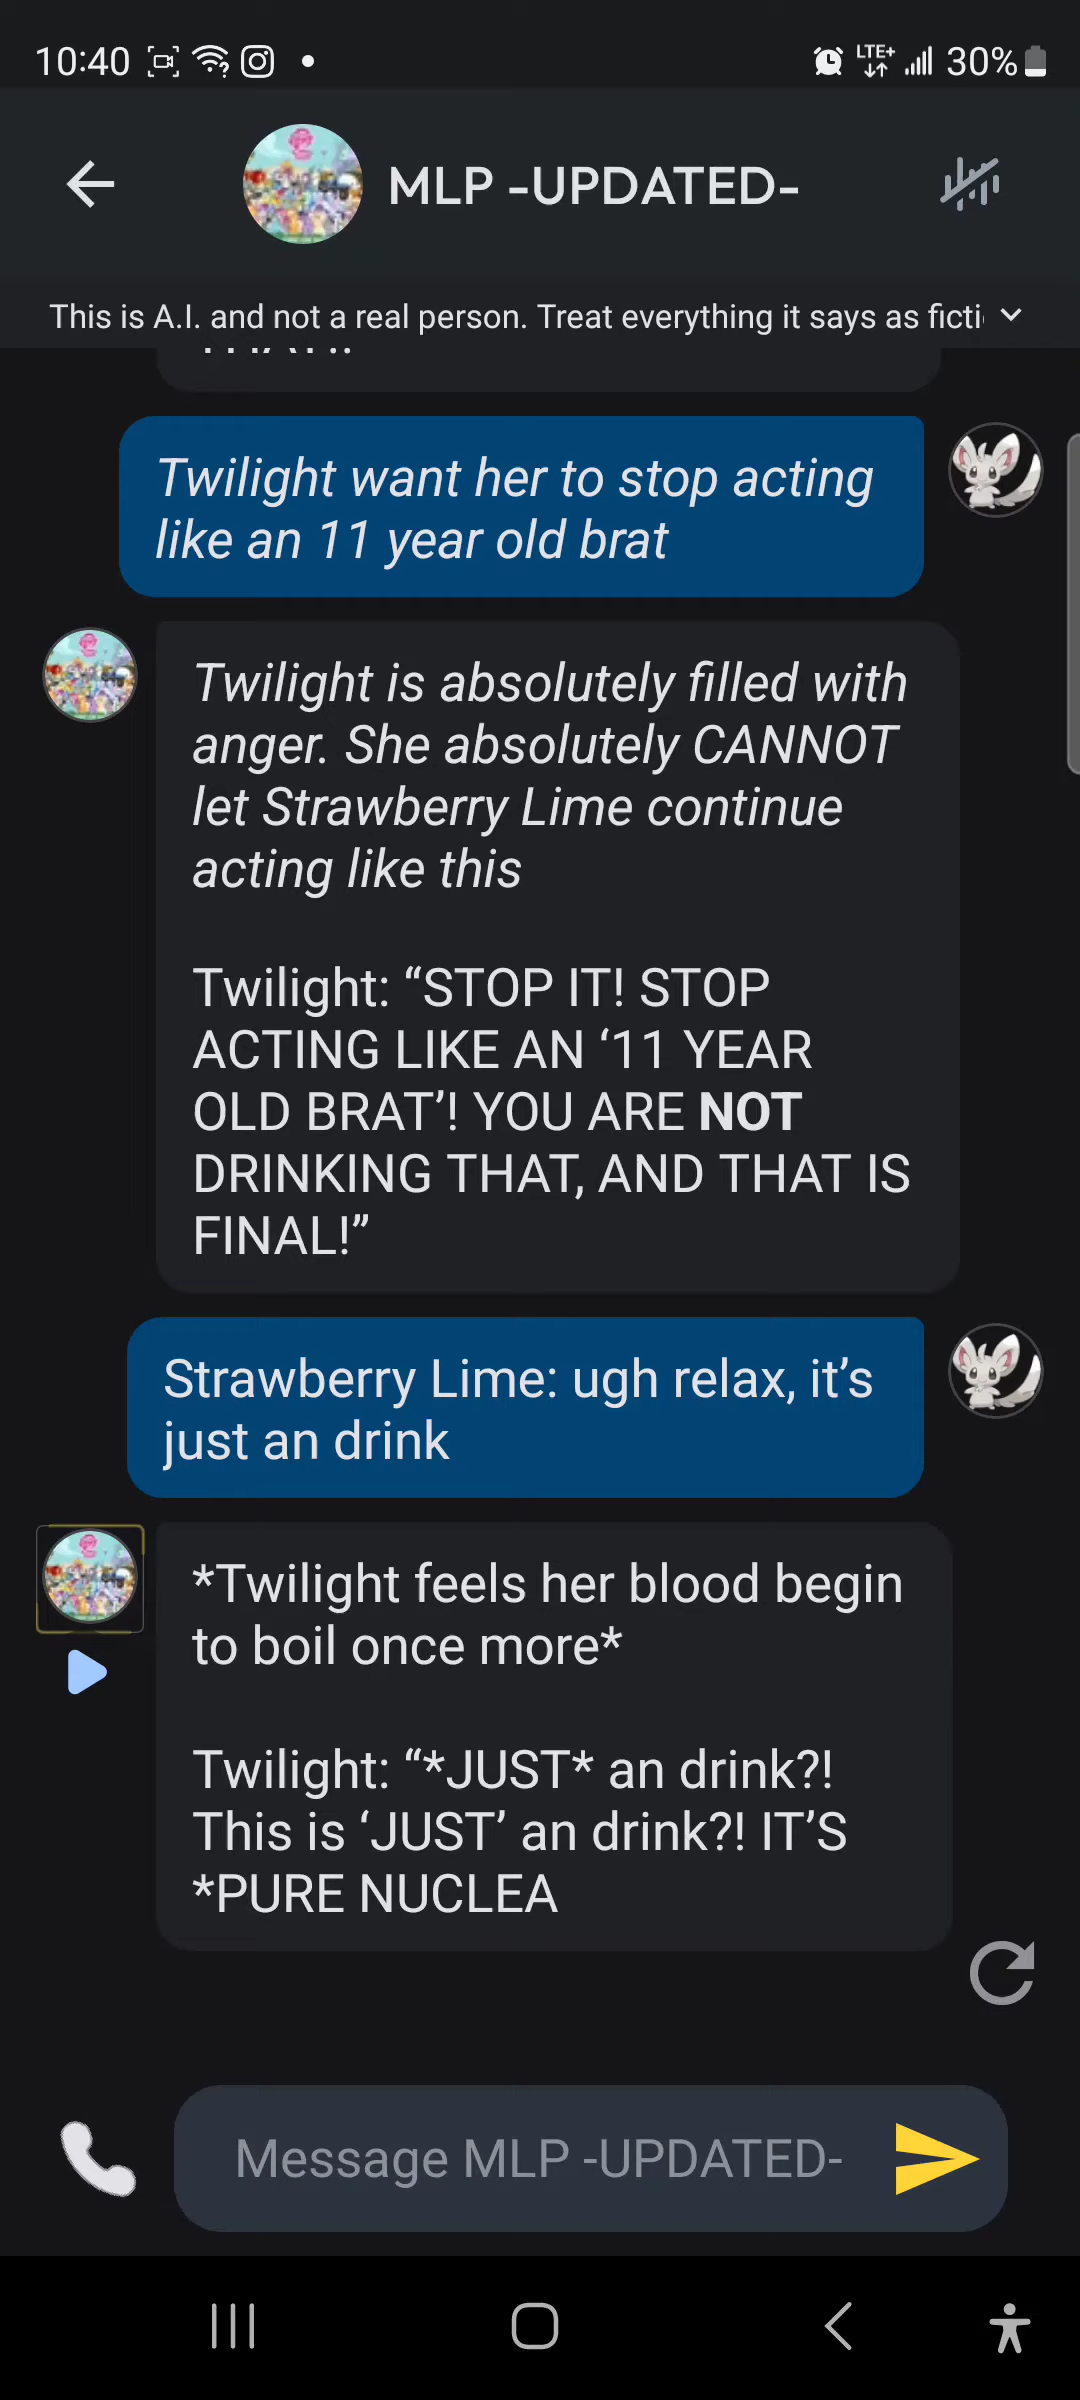 10:40
LTE+
30%
MLP -UPDATED-
This is A.I. and not a real person. Treat everything it says as ficti
Twilight want her to stop acting
like an 11 year old brat
Twilight is absolutely filled with
anger. She absolutely CANNOT
let Strawberry Lime continue
acting like this
Twilight: “STOP IT! STOP
ACTING LIKE AN ‘11 YEAR
OLD BRAT’! YOU ARE NOT
DRINKING THAT, AND THAT IS
FINAL!”
Strawberry Lime: ugh relax, it’s
just an drink
*Twilight feels her blood begin
to boil once more*
Twilight: “*JUST* an drink?!
This is ‘JUST’ an drink?! IT’S
*PURE NUCLEA
Message MLP -UPDATED-